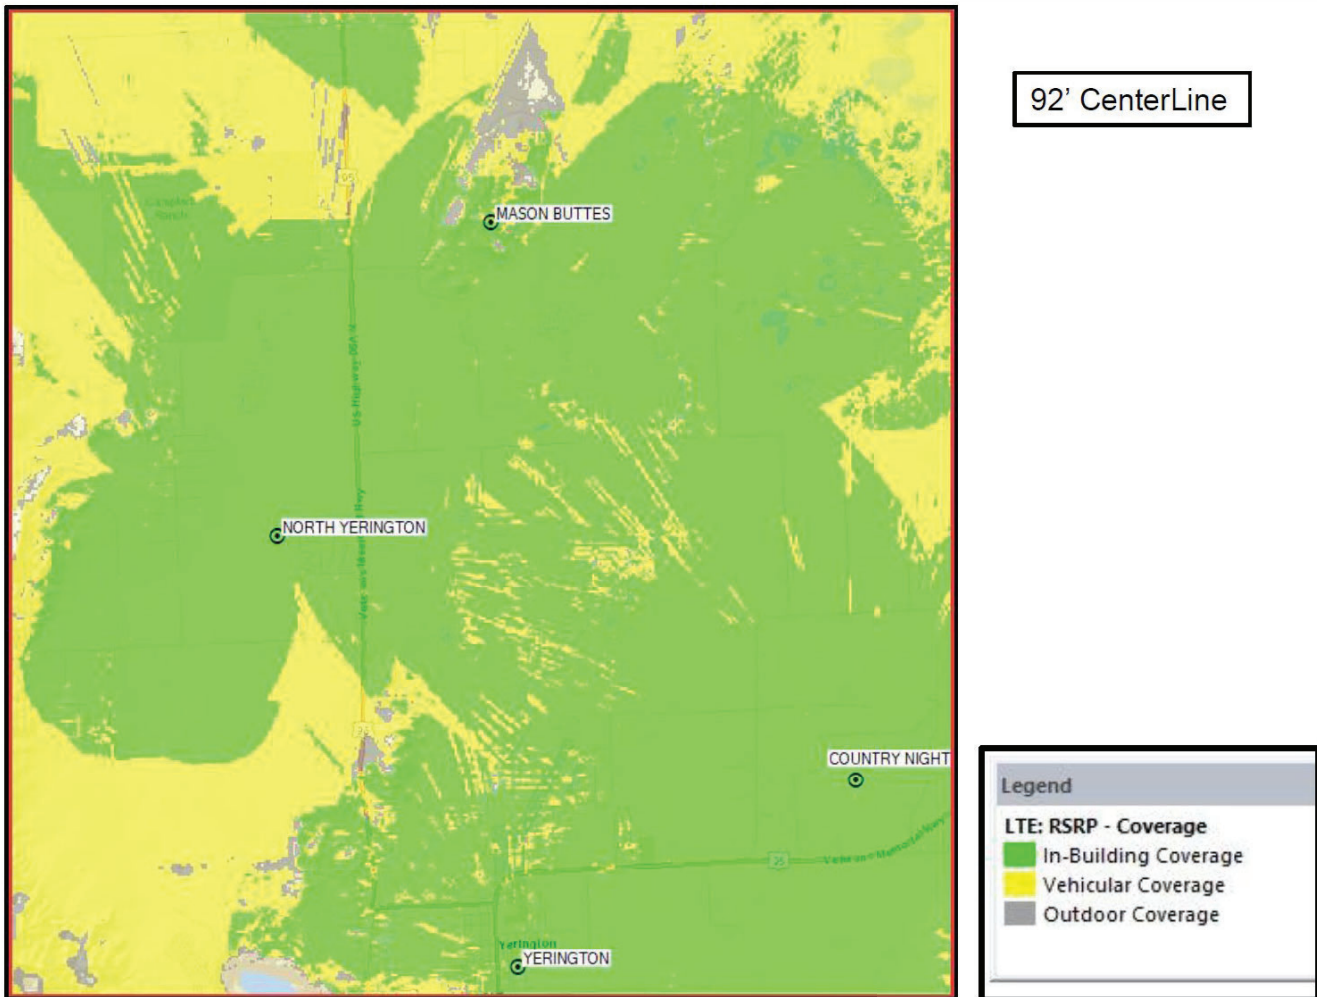 92' CenterLine
MASON BUTTES
NORTH YERINGTON
COUNTRY NIGHT
Yerington
YERINGTON
Legend
LTE: RSRP - Coverage
In-Building Coverage
Vehicular Coverage
Outdoor Coverage